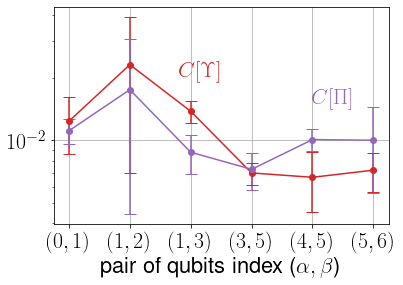 C[Υ]
C[Π]
10⁻²
(0, 1) (1, 2) (1, 3) (3, 5) (4, 5) (5, 6)
pair of qubits index (α, β)